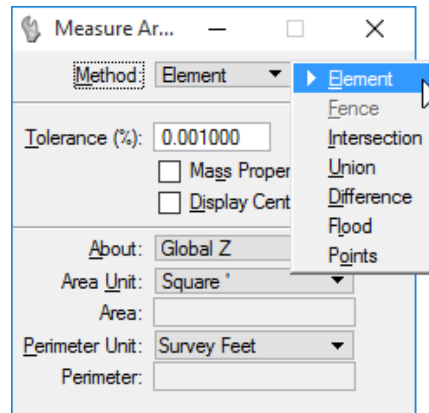 Measure Ar...
Method: Element
Element
Fence
Intersection
Union
Difference
Flood
Points
Tolerance (%): 0.001000
Mass Proper
Display Cent
About: Global Z
Area Unit: Square '
Area:
Perimeter Unit: Survey Feet
Perimeter: